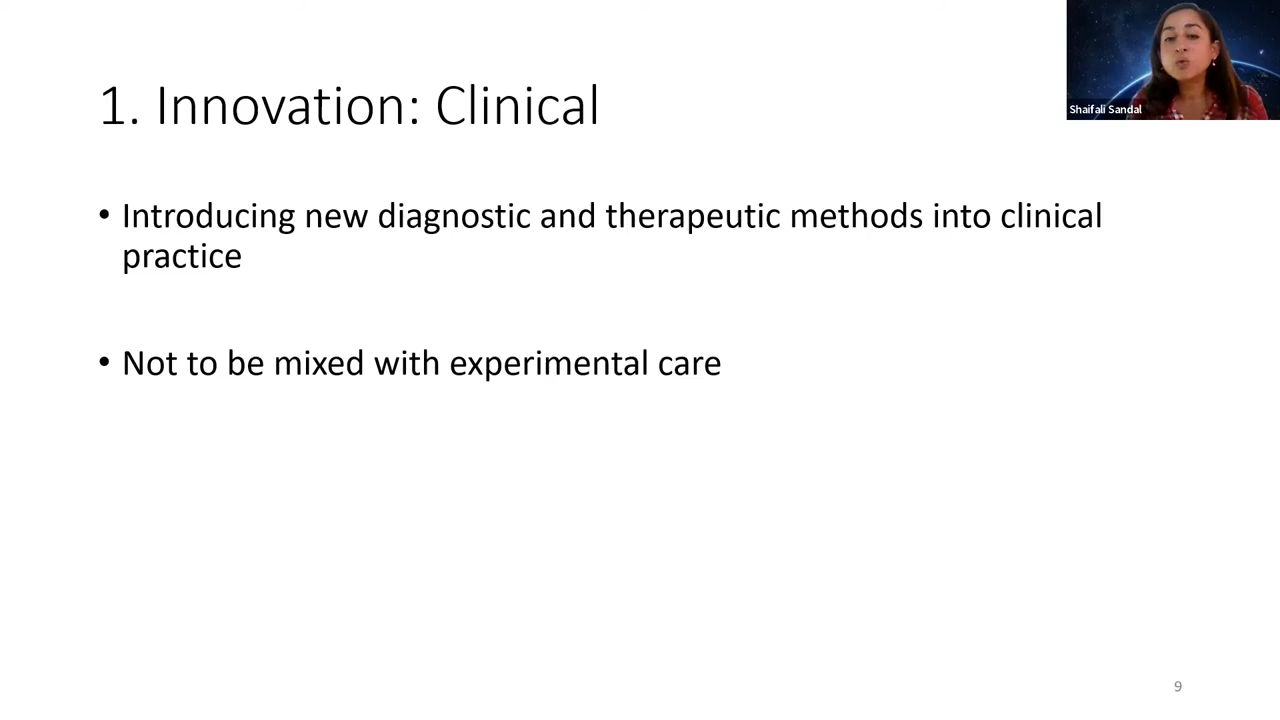 Shaifali Sandal
1. Innovation: Clinical
• Introducing new diagnostic and therapeutic methods into clinical
practice
• Not to be mixed with experimental care
9